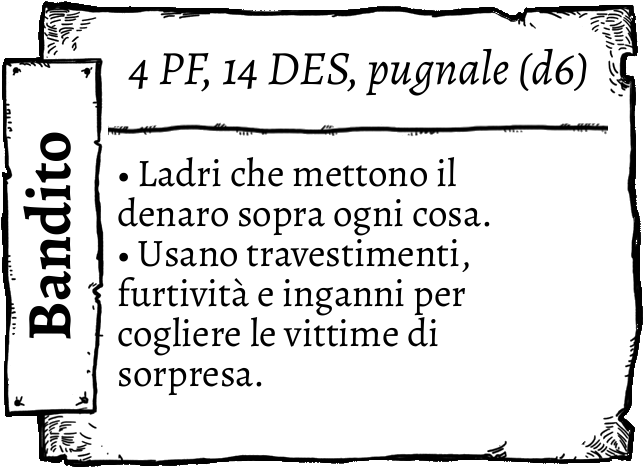 Bandito
4 PF, 14 DES, pugnale (d6)
• Ladri che mettono il
denaro sopra ogni cosa.
• Usano travestimenti,
furtività e inganni per
cogliere le vittime di
sorpresa.